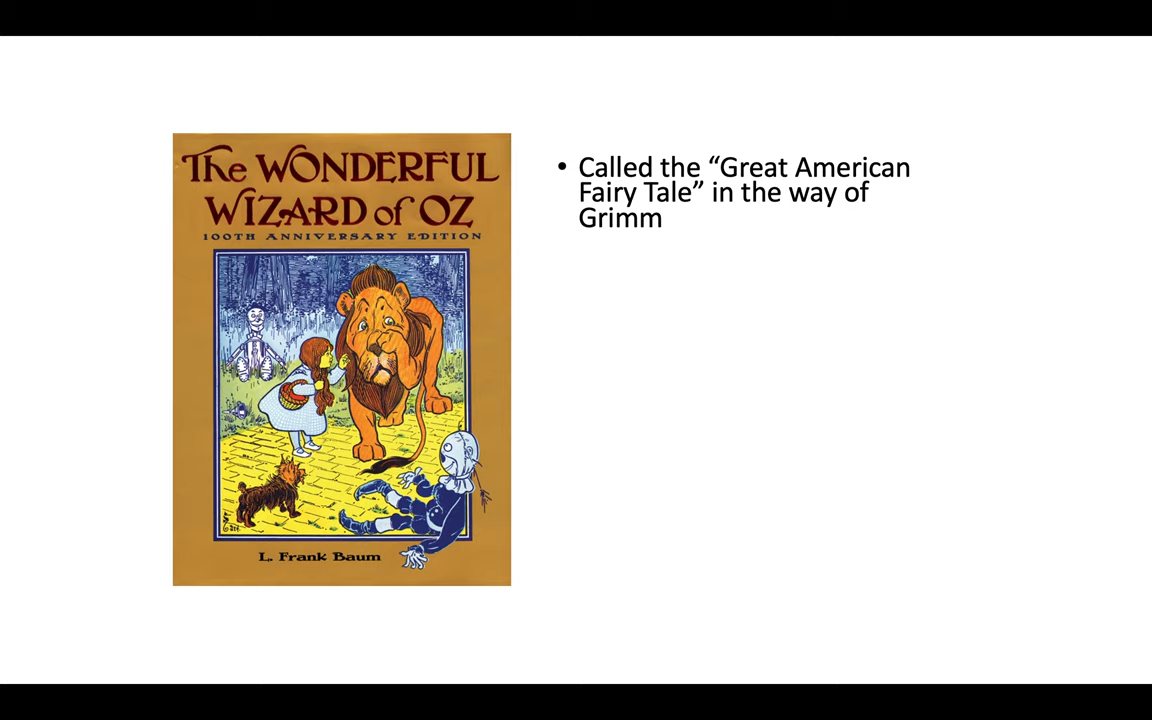 The WONDERFUL
WIZARD of OZ
100TH ANNIVERSARY EDITION
L. Frank Baum
• Called the “Great American
Fairy Tale” in the way of
Grimm